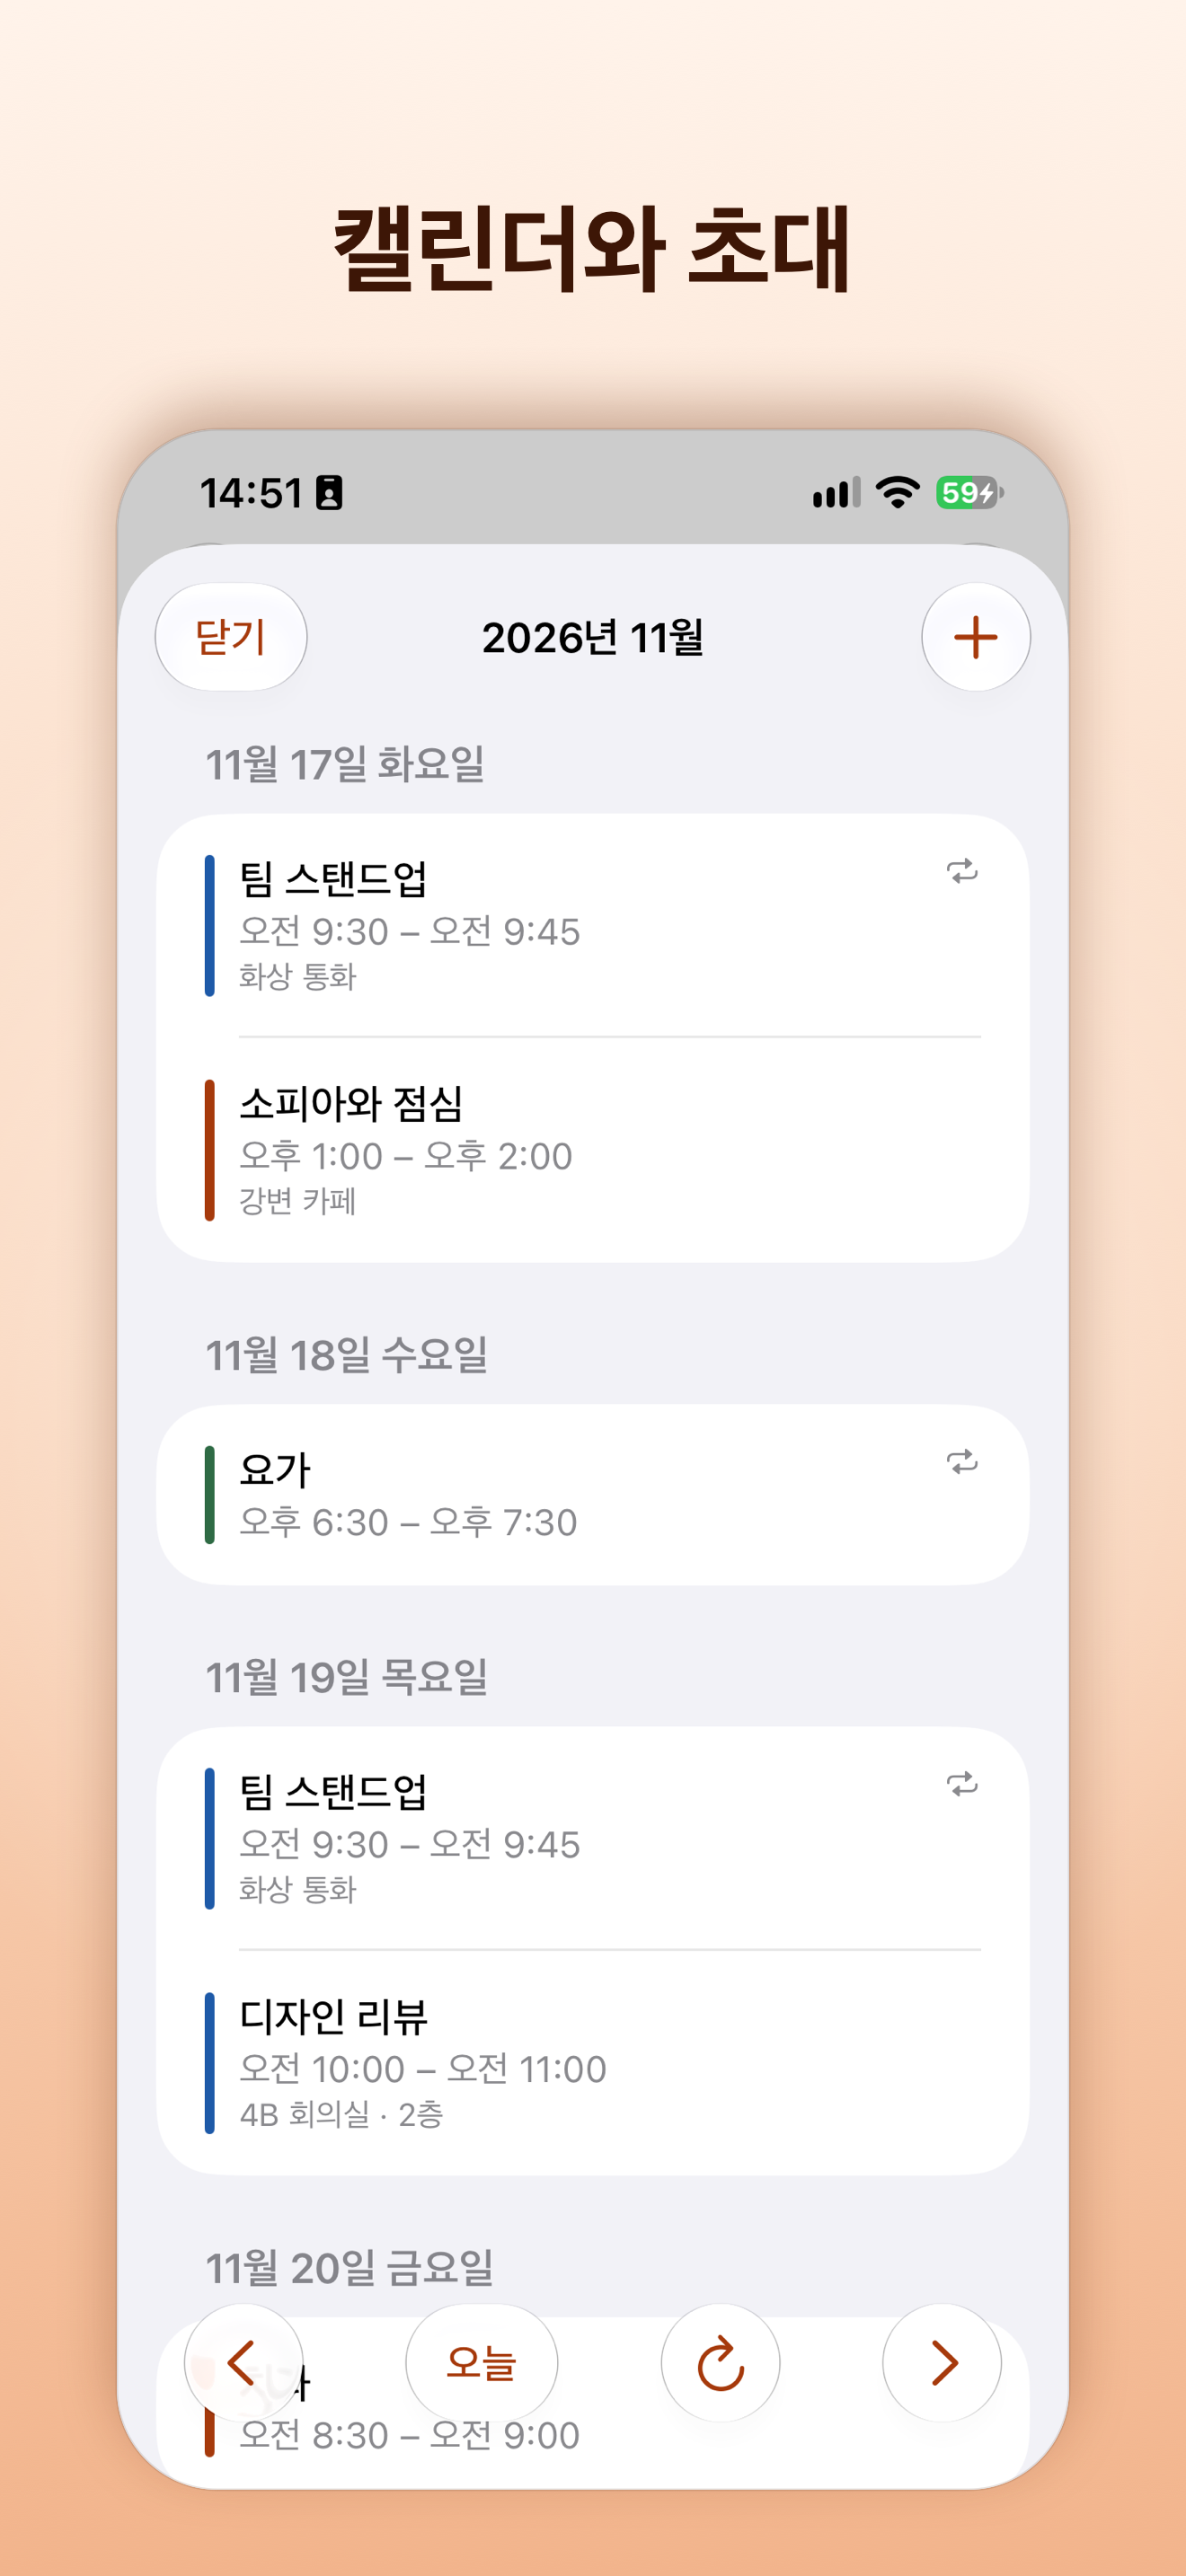 캘린더와 초대
14:51
59
닫기
2026년 11월
11월 17일 화요일
팀 스탠드업
오전 9:30 – 오전 9:45
화상 통화
소피아와 점심
오후 1:00 – 오후 2:00
강변 카페
11월 18일 수요일
요가
오후 6:30 – 오후 7:30
11월 19일 목요일
팀 스탠드업
오전 9:30 – 오전 9:45
화상 통화
디자인 리뷰
오전 10:00 – 오전 11:00
4B 회의실 · 2층
11월 20일 금요일
오늘
오전 8:30 – 오전 9:00